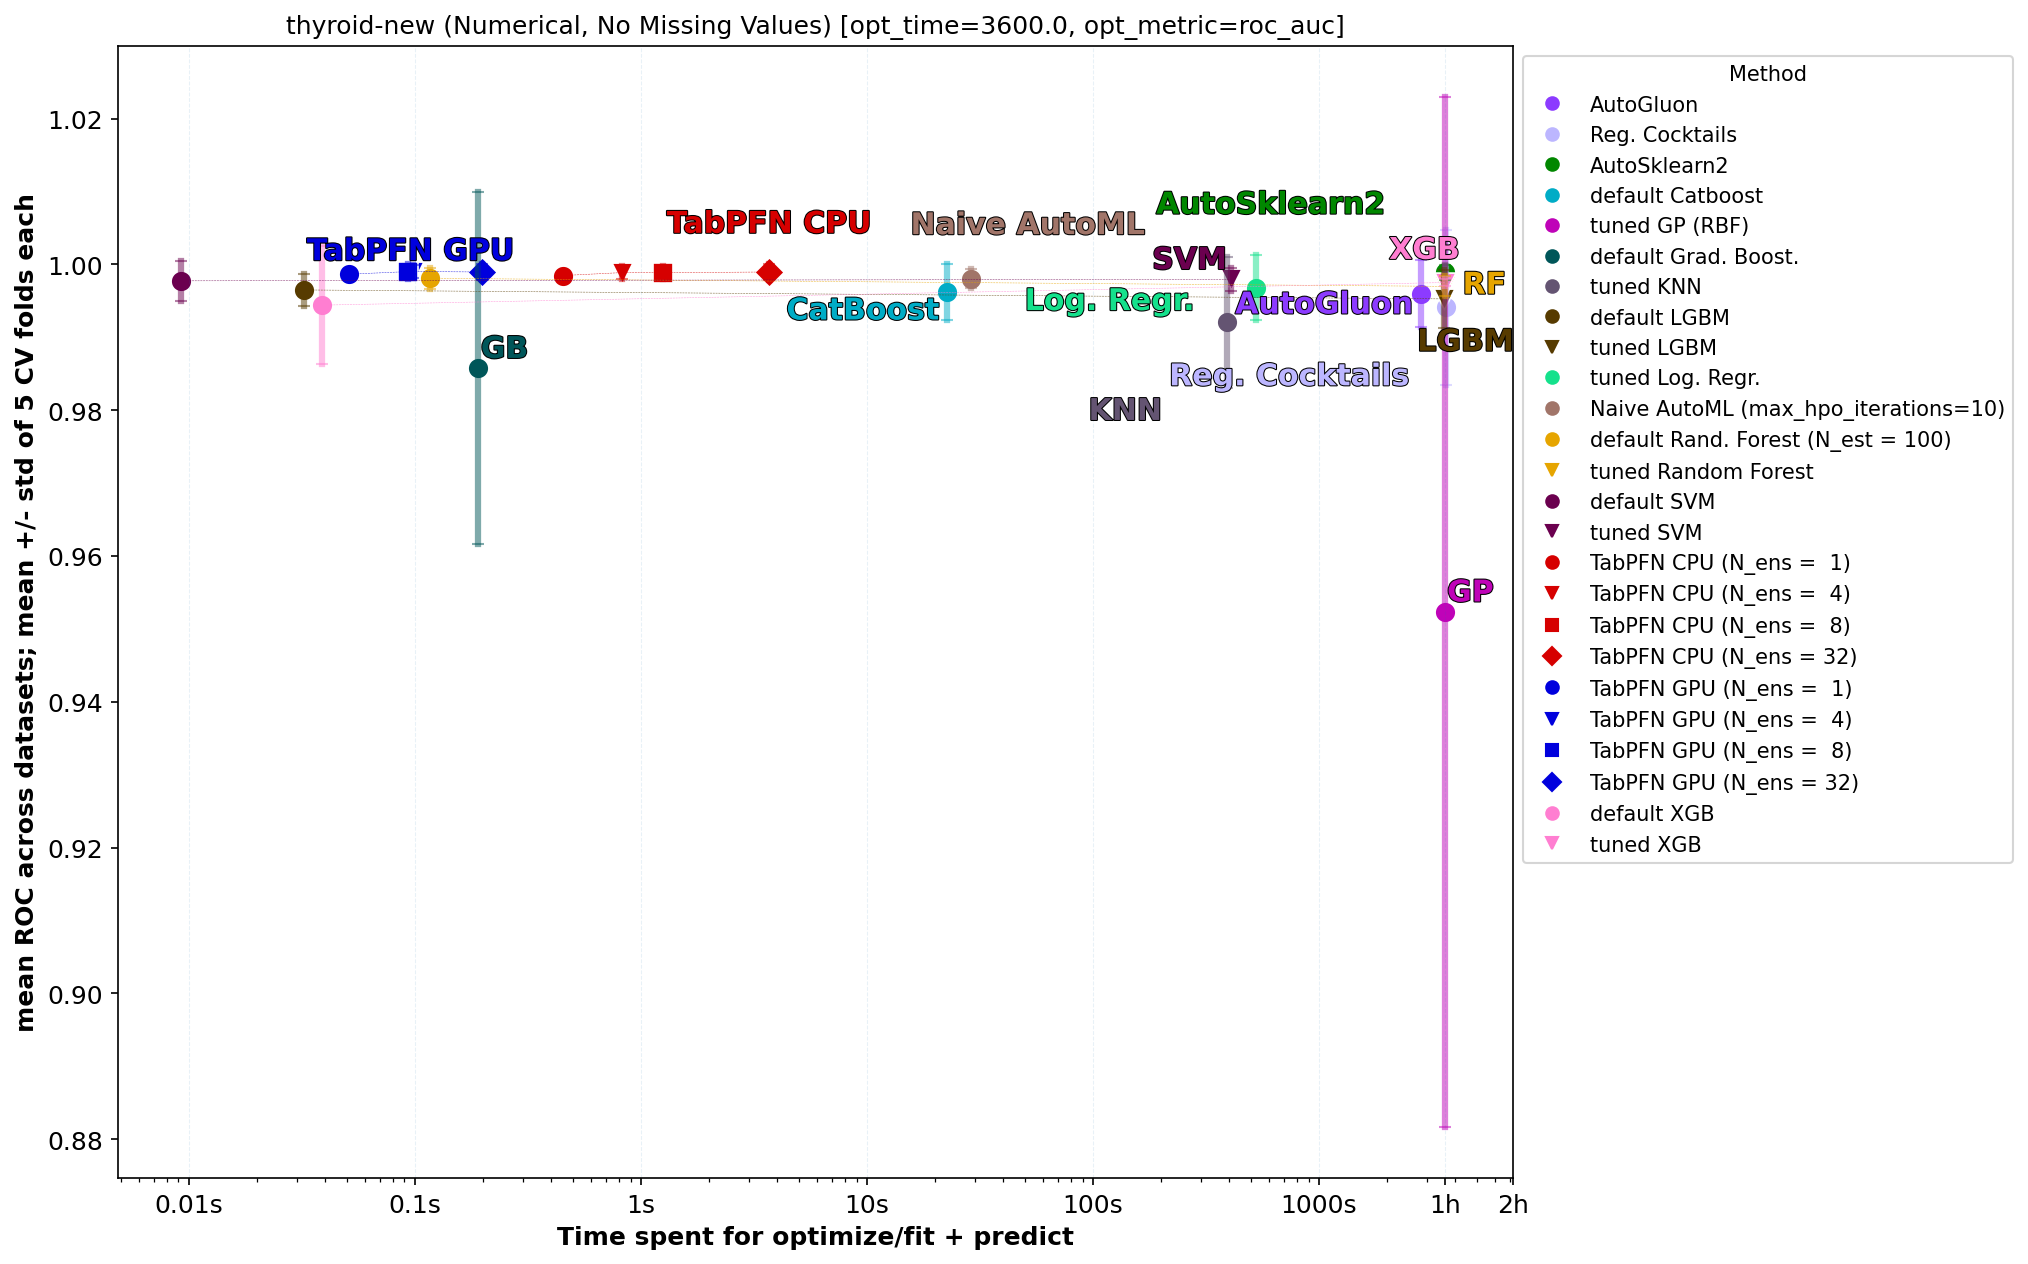 thyroid-new (Numerical, No Missing Values) [opt_time=3600.0, opt_metric=roc_auc]
mean ROC across datasets; mean +/- std of 5 CV folds each
1.02
1.00
0.98
0.96
0.94
0.92
0.90
0.88
AutoSklearn2
TabPFN CPU
Naive AutoML
TabPFN GPU
XGB
SVM
RF
Log. Regr.
AutoGluon
CatBoost
LGBM
GB
Reg. Cocktails
KNN
GP
0.01s
0.1s
1s
10s
100s
1000s
1h
2h
Time spent for optimize/fit + predict
Method
AutoGluon
Reg. Cocktails
AutoSklearn2
default Catboost
tuned GP (RBF)
default Grad. Boost.
tuned KNN
default LGBM
tuned LGBM
tuned Log. Regr.
Naive AutoML (max_hpo_iterations=10)
default Rand. Forest (N_est = 100)
tuned Random Forest
default SVM
tuned SVM
TabPFN CPU (N_ens =  1)
TabPFN CPU (N_ens =  4)
TabPFN CPU (N_ens =  8)
TabPFN CPU (N_ens = 32)
TabPFN GPU (N_ens =  1)
TabPFN GPU (N_ens =  4)
TabPFN GPU (N_ens =  8)
TabPFN GPU (N_ens = 32)
default XGB
tuned XGB